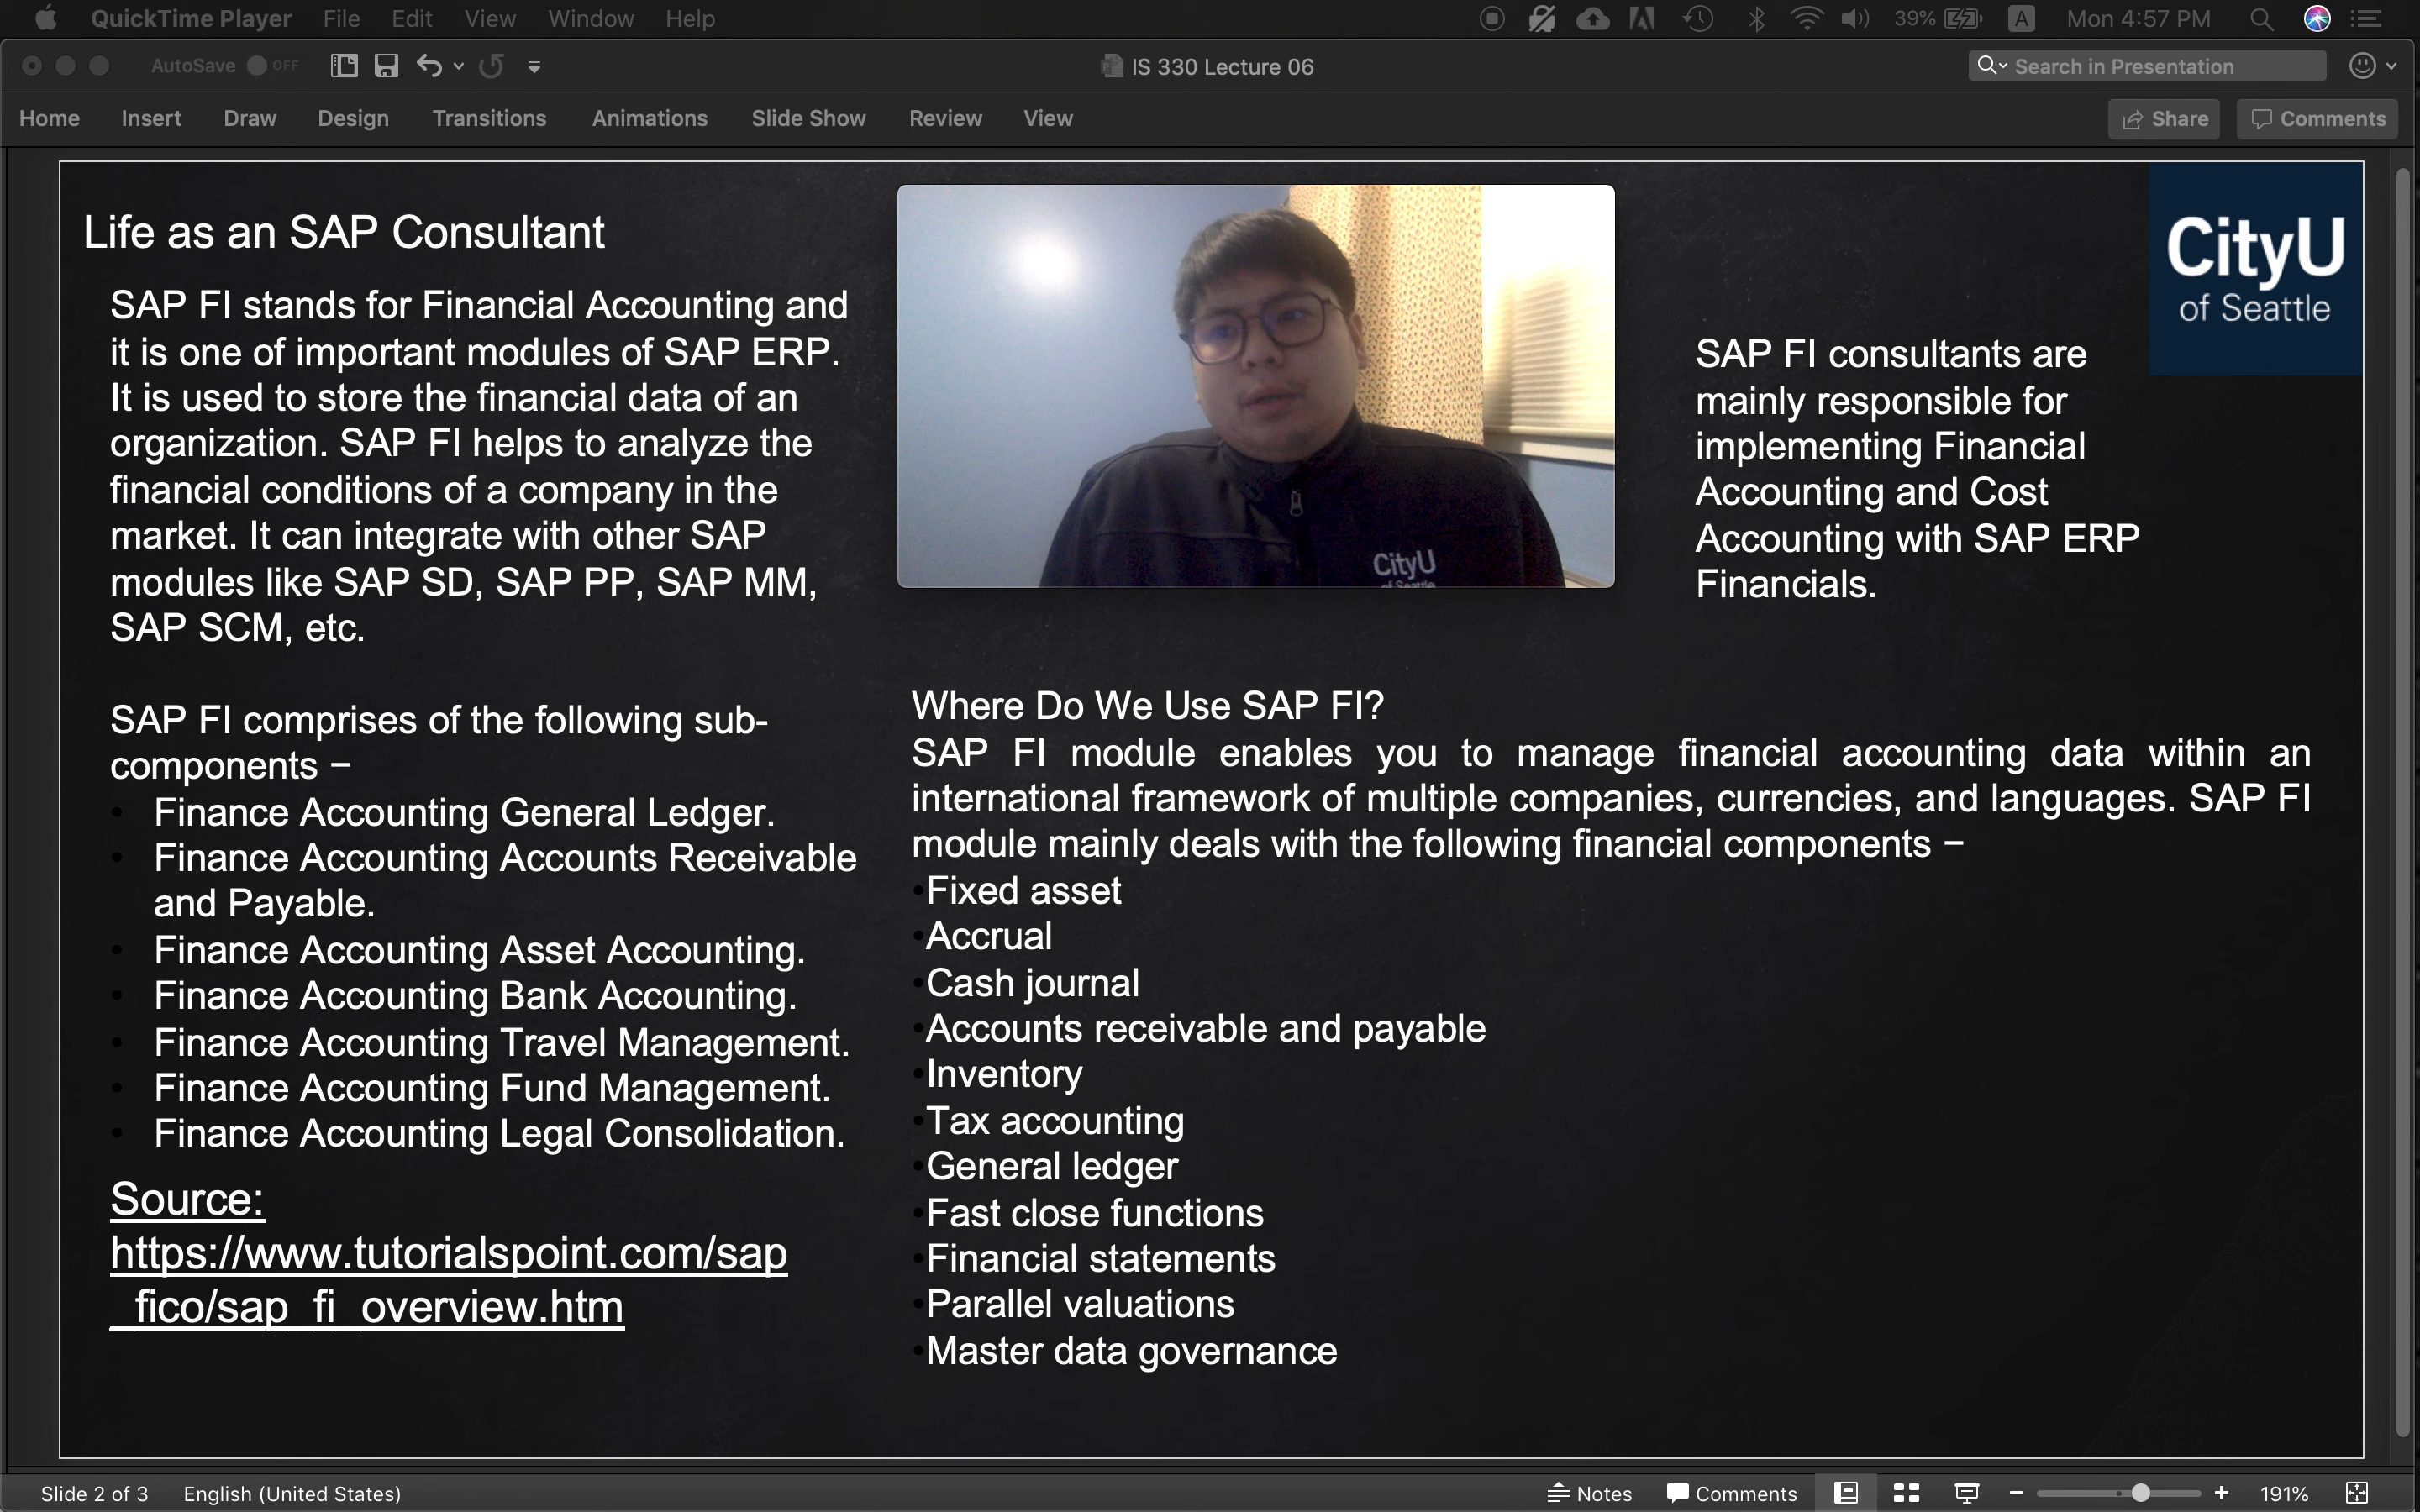 QuickTime Player File Edit View Window Help 39% A Mon 4:57 PM
AutoSave OFF IS 330 Lecture 06 Search in Presentation
Home Insert Draw Design Transitions Animations Slide Show Review View Share Comments
Life as an SAP Consultant
SAP FI stands for Financial Accounting and
it is one of important modules of SAP ERP.
It is used to store the financial data of an
organization. SAP FI helps to analyze the
financial conditions of a company in the
market. It can integrate with other SAP
modules like SAP SD, SAP PP, SAP MM,
SAP SCM, etc.
SAP FI comprises of the following sub-
components –
Finance Accounting General Ledger.
Finance Accounting Accounts Receivable
and Payable.
Finance Accounting Asset Accounting.
Finance Accounting Bank Accounting.
Finance Accounting Travel Management.
Finance Accounting Fund Management.
Finance Accounting Legal Consolidation.
Source:
https://www.tutorialspoint.com/sap
_fico/sap_fi_overview.htm
CityU
of Seattle
CityU
of Seattle
SAP FI consultants are
mainly responsible for
implementing Financial
Accounting and Cost
Accounting with SAP ERP
Financials.
Where Do We Use SAP FI?
SAP FI module enables you to manage financial accounting data within an
international framework of multiple companies, currencies, and languages. SAP FI
module mainly deals with the following financial components –
•Fixed asset
•Accrual
•Cash journal
•Accounts receivable and payable
•Inventory
•Tax accounting
•General ledger
•Fast close functions
•Financial statements
•Parallel valuations
•Master data governance
Slide 2 of 3 English (United States) Notes Comments 191%